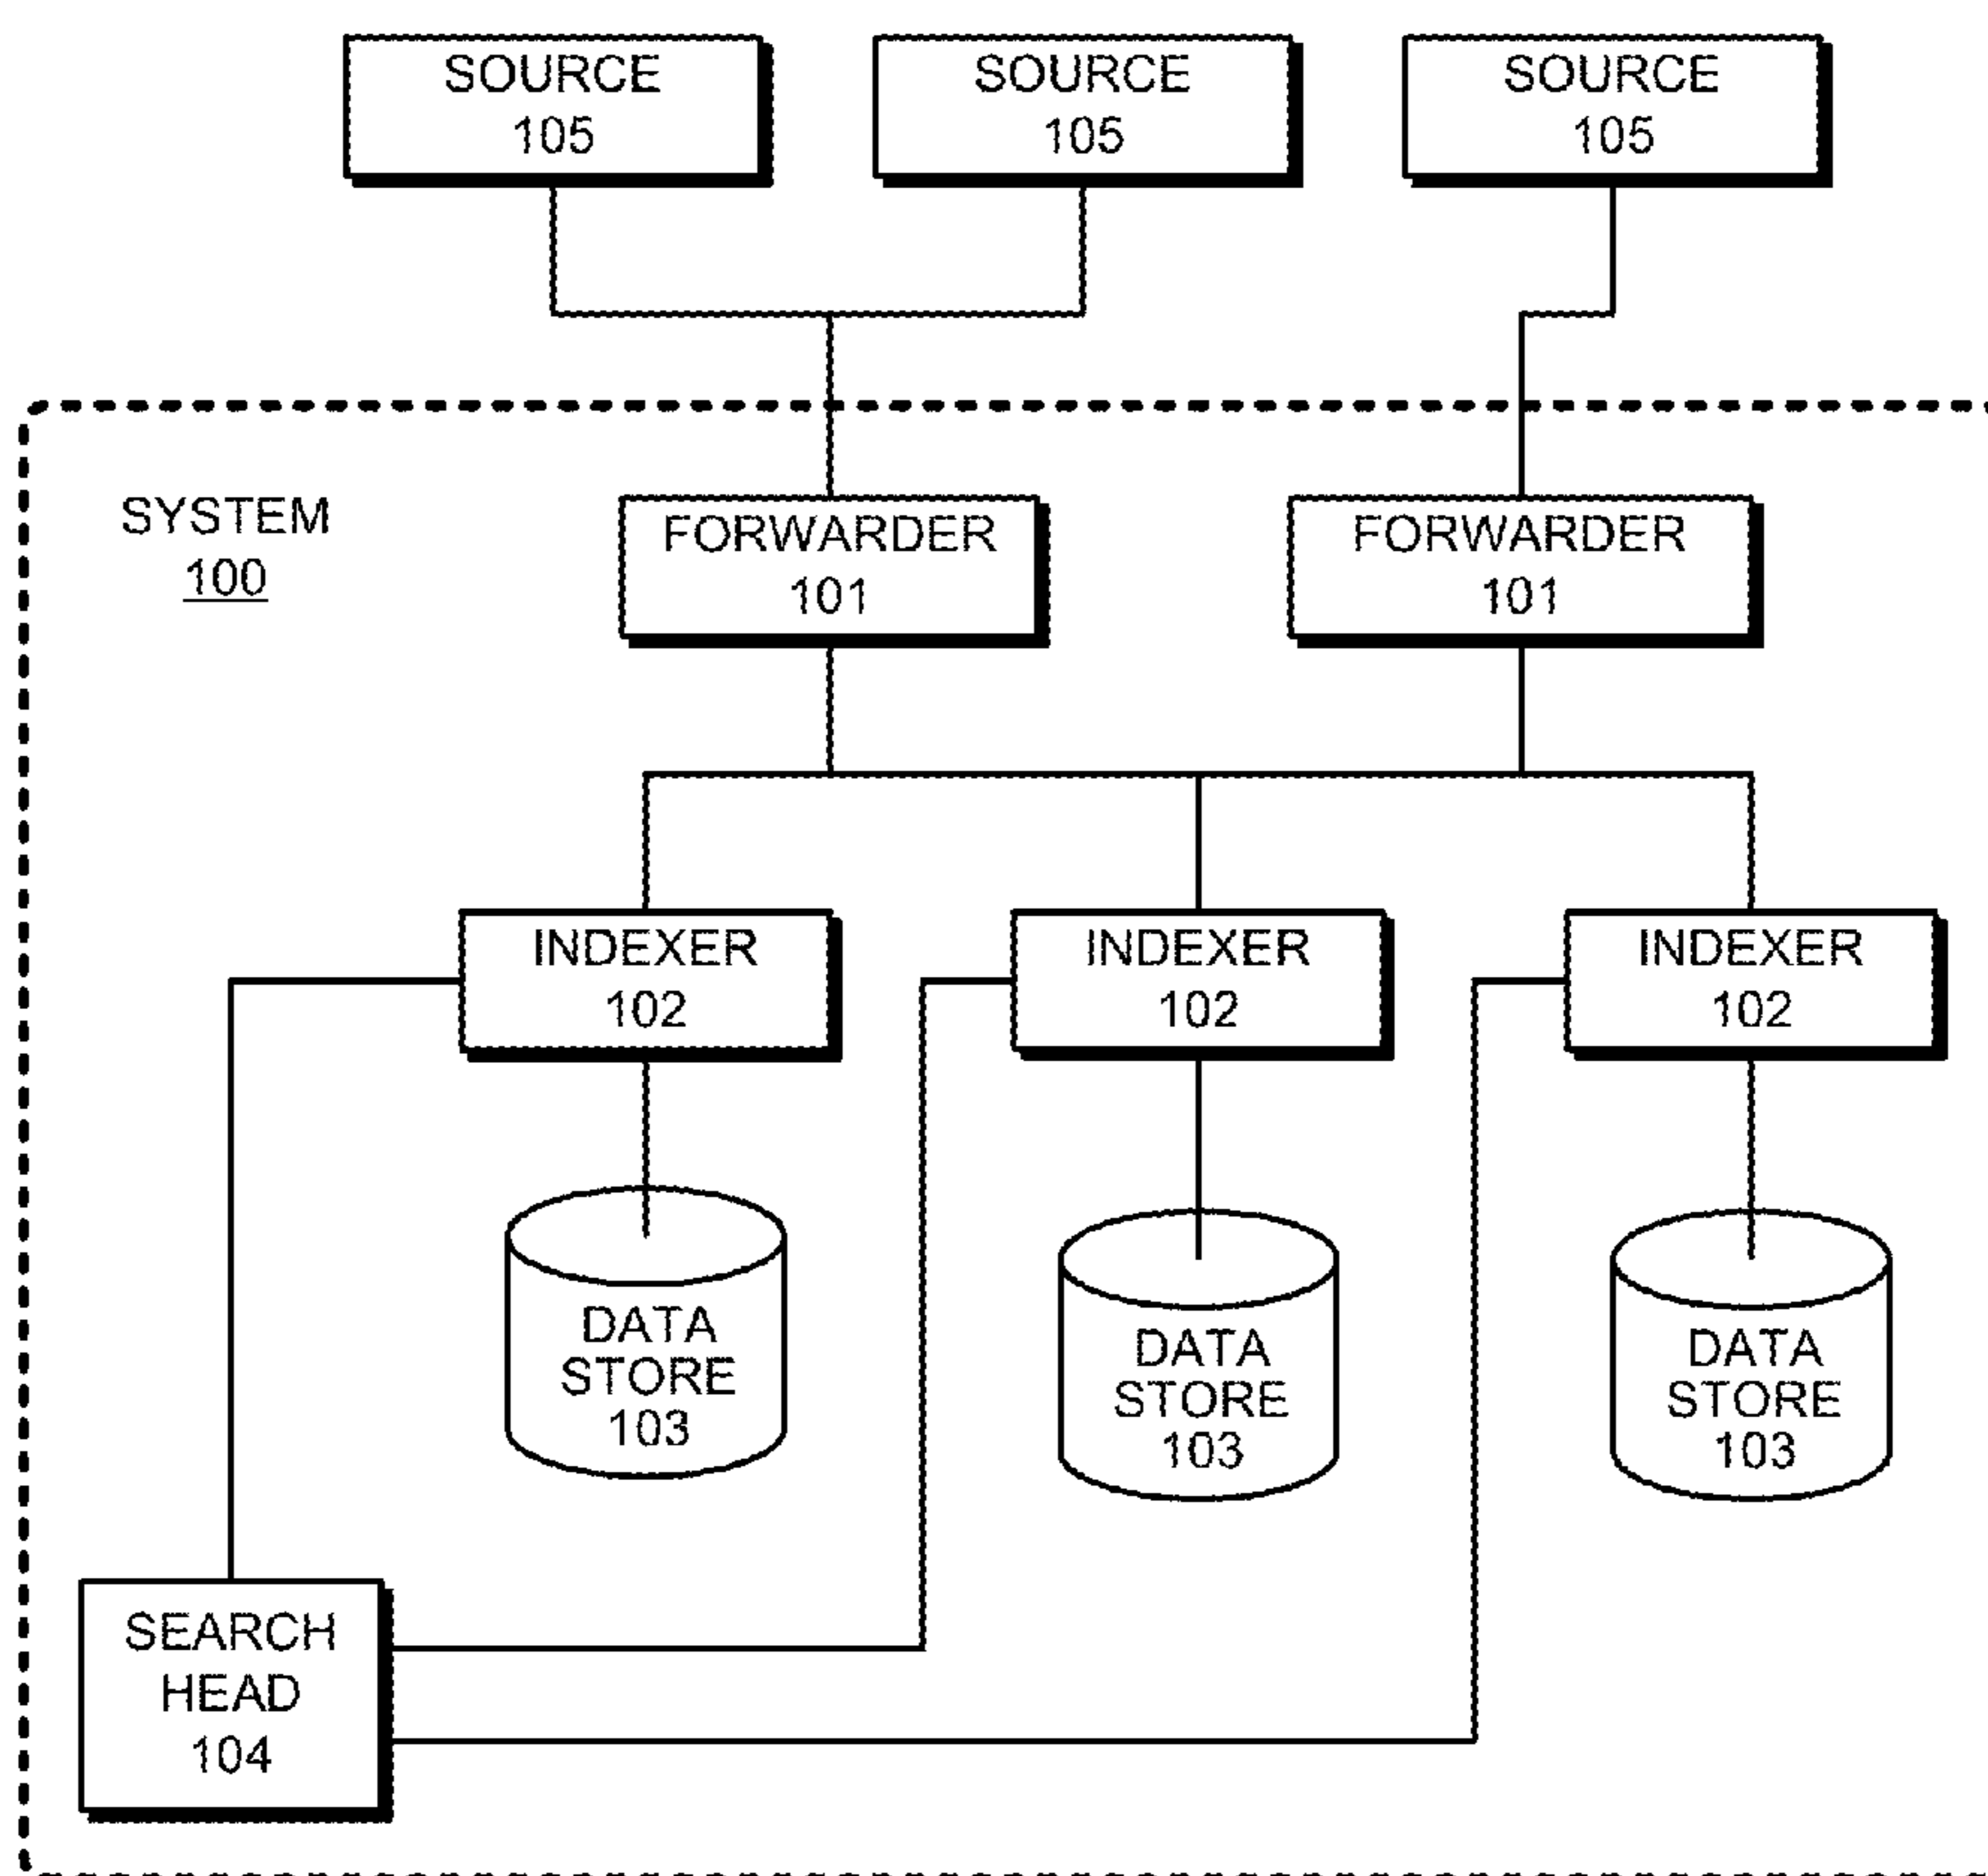 SOURCE
105
SOURCE
105
SOURCE
105
SYSTEM
100
FORWARDER
101
FORWARDER
101
INDEXER
102
INDEXER
102
INDEXER
102
DATA
STORE
103
DATA
STORE
103
DATA
STORE
103
SEARCH
HEAD
104